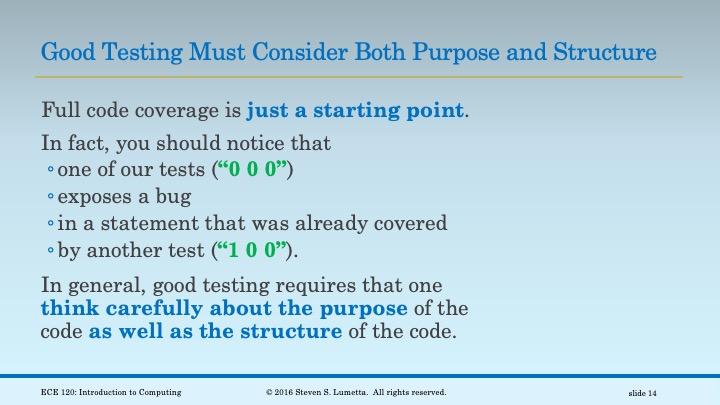 Good Testing Must Consider Both Purpose and Structure
Full code coverage is just a starting point.
In fact, you should notice that
◦ one of our tests (“0 0 0”)
◦ exposes a bug
◦ in a statement that was already covered
◦ by another test (“1 0 0”).
In general, good testing requires that one
think carefully about the purpose of the
code as well as the structure of the code.
ECE 120: Introduction to Computing
© 2016 Steven S. Lumetta. All rights reserved.
slide 14